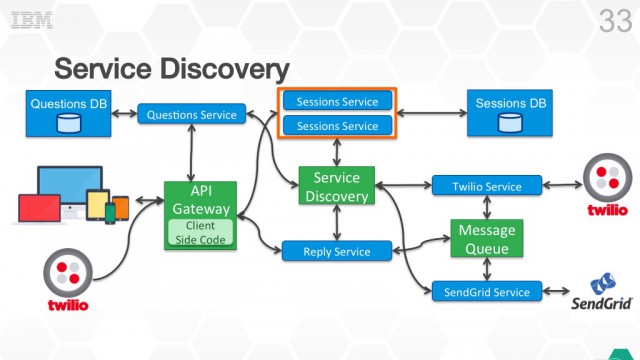 IBM
33
Service Discovery
Questions DB
Questions Service
Sessions Service
Sessions Service
Sessions DB
API
Gateway
Client
Side Code
Service
Discovery
Twilio Service
twilio
Message
Queue
Reply Service
twilio
SendGrid Service
SendGrid